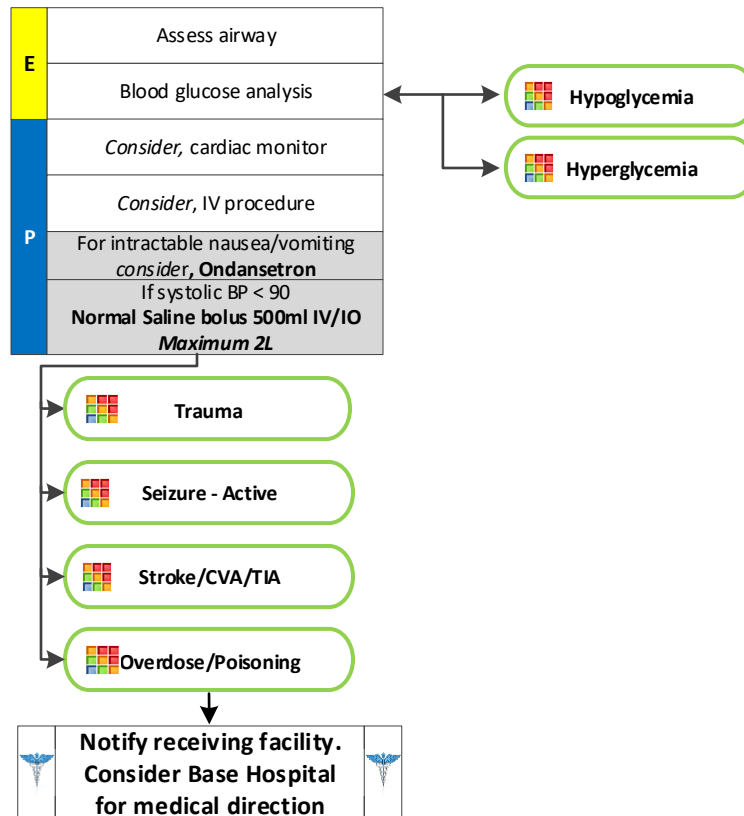 E
Assess airway
Blood glucose analysis
Hypoglycemia
Hyperglycemia
P
Consider, cardiac monitor
Consider, IV procedure
For intractable nausea/vomiting
consider, Ondansetron
If systolic BP < 90
Normal Saline bolus 500ml IV/IO
Maximum 2L
Trauma
Seizure - Active
Stroke/CVA/TIA
Overdose/Poisoning
Notify receiving facility.
Consider Base Hospital
for medical direction